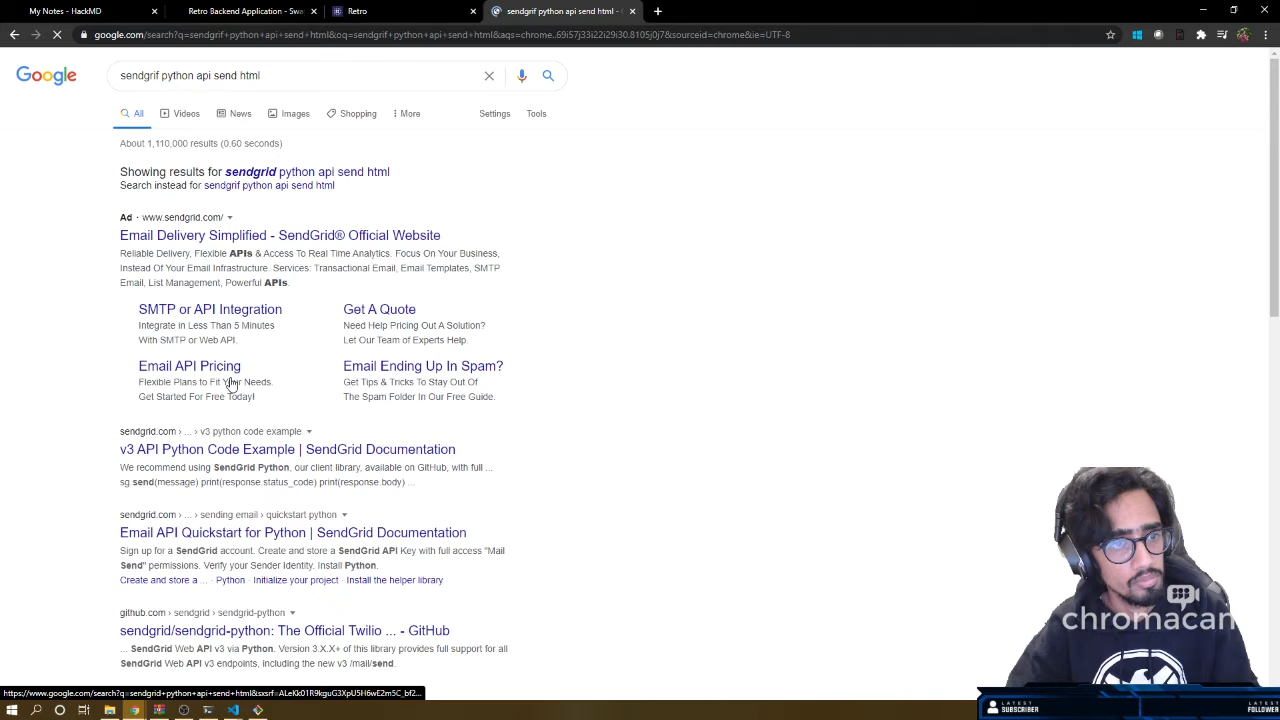 My Notes - HackMD
Retro Backend Application - Swa
Retro
sendgrif python api send html -
google.com/search?q=sendgrif+python+api+send+html&oq=sendgrif+python+api+send+html&aqs=chrome..69i57j33i22i29i30.8105j0j7&sourceid=chrome&ie=UTF-8
Google
sendgrif python api send html
All
Videos
News
Images
Shopping
More
Settings
Tools
About 1,110,000 results (0.60 seconds)
Showing results for sendgrid python api send html
Search instead for sendgrif python api send html
Ad · www.sendgrid.com/
Email Delivery Simplified - SendGrid® Official Website
Reliable Delivery, Flexible APIs & Access To Real Time Analytics. Focus On Your Business,
Instead Of Your Email Infrastructure. Services: Transactional Email, Email Templates, SMTP
Email, List Management, Powerful APIs.
SMTP or API Integration
Integrate in Less Than 5 Minutes
With SMTP or Web API.
Get A Quote
Need Help Pricing Out A Solution?
Let Our Team of Experts Help.
Email API Pricing
Flexible Plans to Fit Your Needs.
Get Started For Free Today!
Email Ending Up In Spam?
Get Tips & Tricks To Stay Out Of
The Spam Folder In Our Free Guide.
sendgrid.com › ... › v3 python code example
v3 API Python Code Example | SendGrid Documentation
We recommend using SendGrid Python, our client library, available on GitHub, with full ...
sg.send(message) print(response.status_code) print(response.body) ...
sendgrid.com › ... › sending email › quickstart python
Email API Quickstart for Python | SendGrid Documentation
Sign up for a SendGrid account. Create and store a SendGrid API Key with full access "Mail
Send" permissions. Verify your Sender Identity. Install Python.
Create and store a ... · Python · Initialize your project · Install the helper library
github.com › sendgrid › sendgrid-python
sendgrid/sendgrid-python: The Official Twilio ... - GitHub
... SendGrid Web API v3 via Python. Version 3.X.X+ of this library provides full support for all
SendGrid Web API v3 endpoints, including the new v3 /mail/send.
chromacam
LATEST
SUBSCRIBER
LATEST
FOLLOWER